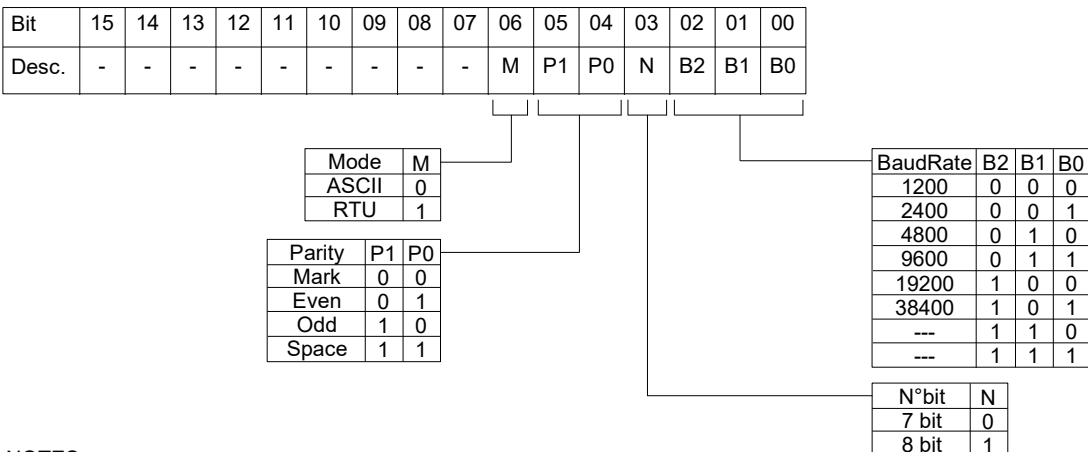 Bit 15 14 13 12 11 10 09 08 07 06 05 04 03 02 01 00
Desc. - - - - - - - - - M P1 P0 N B2 B1 B0
Mode M
ASCII 0
RTU 1
Parity P1 P0
Mark 0 0
Even 0 1
Odd 1 0
Space 1 1
BaudRate B2 B1 B0
1200 0 0 0
2400 0 0 1
4800 0 1 0
9600 0 1 1
19200 1 0 0
38400 1 0 1
--- 1 1 0
--- 1 1 1
N°bit N
7 bit 0
8 bit 1
NOTES